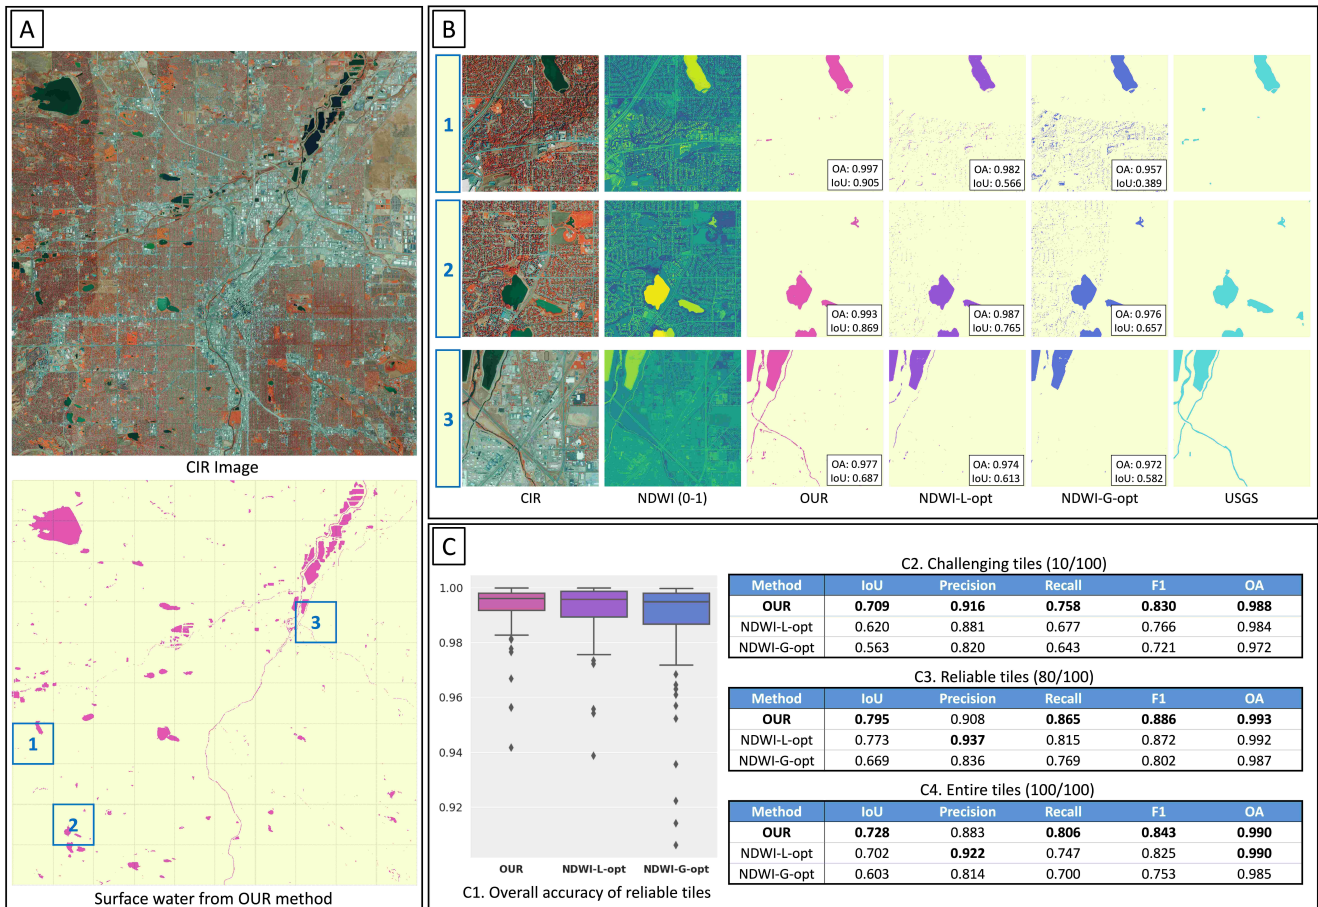 A
CIR Image
1
2
3
Surface water from OUR method
B
1
OA: 0.997
IoU: 0.905
OA: 0.982
IoU: 0.566
OA: 0.957
IoU:0.389
2
OA: 0.993
IoU: 0.869
OA: 0.987
IoU: 0.765
OA: 0.976
IoU: 0.657
3
OA: 0.977
IoU: 0.687
OA: 0.974
IoU: 0.613
OA: 0.972
IoU: 0.582
CIR NDWI (0-1) OUR NDWI-L-opt NDWI-G-opt USGS
C
1.00
0.98
0.96
0.94
0.92
OUR NDWI-L-opt NDWI-G-opt
C1. Overall accuracy of reliable tiles
C2. Challenging tiles (10/100)
Method IoU Precision Recall F1 OA
OUR 0.709 0.916 0.758 0.830 0.988
NDWI-L-opt 0.620 0.881 0.677 0.766 0.984
NDWI-G-opt 0.563 0.820 0.643 0.721 0.972
C3. Reliable tiles (80/100)
Method IoU Precision Recall F1 OA
OUR 0.795 0.908 0.865 0.886 0.993
NDWI-L-opt 0.773 0.937 0.815 0.872 0.992
NDWI-G-opt 0.669 0.836 0.769 0.802 0.987
C4. Entire tiles (100/100)
Method IoU Precision Recall F1 OA
OUR 0.728 0.883 0.806 0.843 0.990
NDWI-L-opt 0.702 0.922 0.747 0.825 0.990
NDWI-G-opt 0.603 0.814 0.700 0.753 0.985